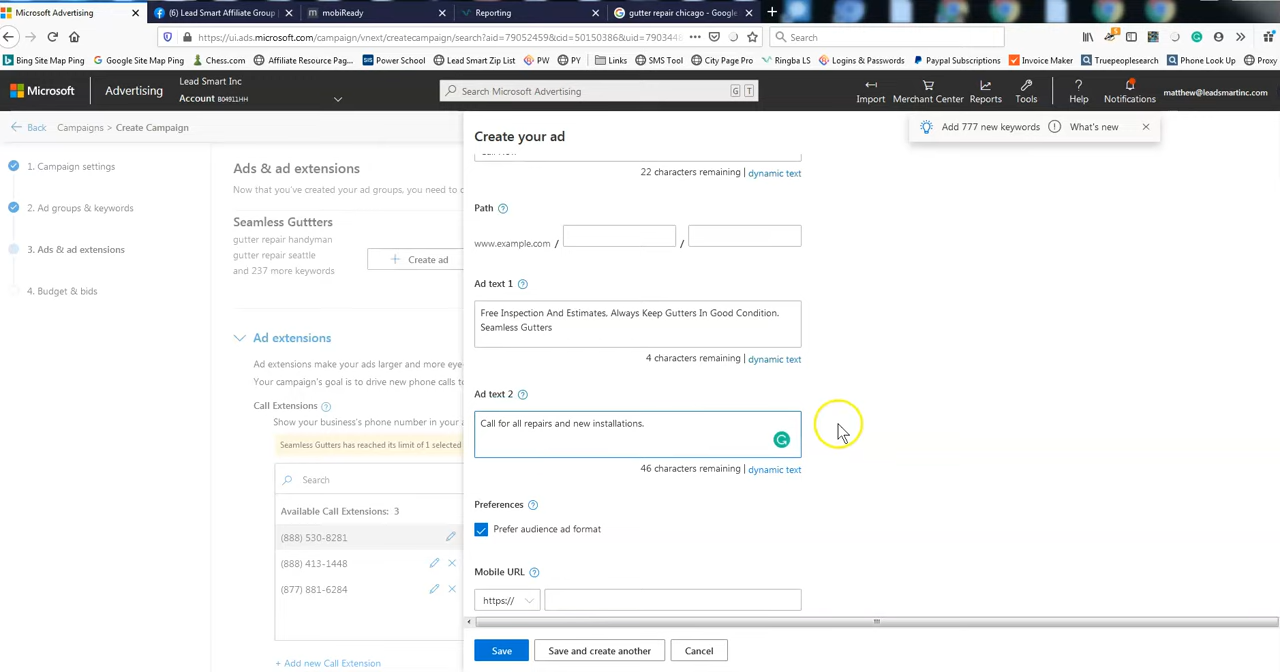 Microsoft Advertising
(6) Lead Smart Affiliate Group |
mobiReady
Reporting
gutter repair chicago - Google
https://ui.ads.microsoft.com/campaign/vnext/createcampaign/search?aid=79052459&cid=50150386&uid=7903448
Search
Bing Site Map Ping
Google Site Map Ping
Chess.com
Affiliate Resource Pag...
Power School
Lead Smart Zip List
PW
PY
Links
SMS Tool
City Page Pro
Ringba LS
Logins & Passwords
Paypal Subscriptions
Invoice Maker
Truepeoplesearch
Phone Look Up
Proxy
Microsoft
Advertising
Lead Smart Inc
Account B04911HH
Search Microsoft Advertising
G T
Import
Merchant Center
Reports
Tools
Help
Notifications
matthew@leadsmartinc.com
Back
Campaigns > Create Campaign
Add 777 new keywords
What's new
1. Campaign settings
2. Ad groups & keywords
3. Ads & ad extensions
4. Budget & bids
Ads & ad extensions
Now that you've created your ad groups, you need to c
Seamless Guttters
gutter repair handyman
gutter repair seattle
and 237 more keywords
Create ad
Ad extensions
Ad extensions make your ads larger and more eye-
Your campaign's goal is to drive new phone calls to
Call Extensions
Show your business's phone number in your a
Seamless Gutters has reached its limit of 1 selected
Search
Available Call Extensions: 3
(888) 530-8281
(888) 413-1448
(877) 881-6284
+ Add new Call Extension
Create your ad
22 characters remaining | dynamic text
Path
www.example.com / /
Ad text 1
Free Inspection And Estimates, Always Keep Gutters In Good Condition.
Seamless Gutters
4 characters remaining | dynamic text
Ad text 2
Call for all repairs and new installations.
46 characters remaining | dynamic text
Preferences
Prefer audience ad format
Mobile URL
https://
Save
Save and create another
Cancel